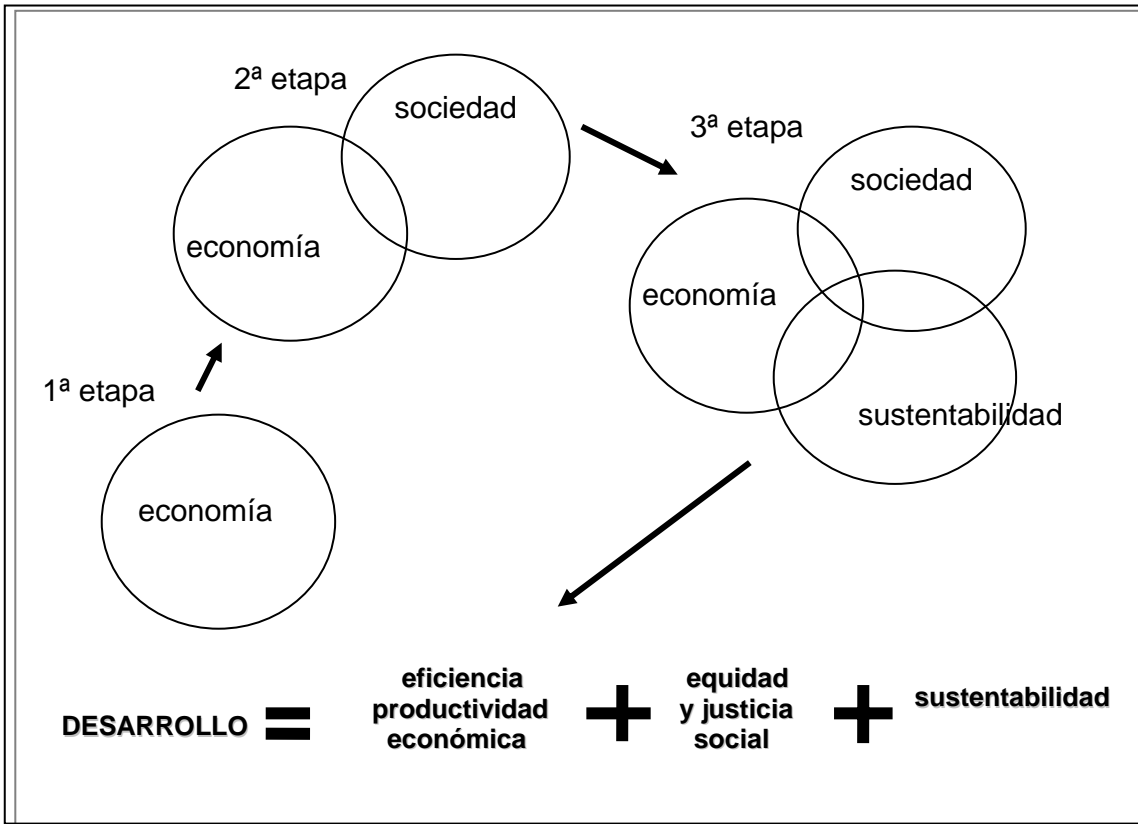 2ª etapa
sociedad
economía
3ª etapa
sociedad
economía
sustentabilidad
1ª etapa
economía
DESARROLLO =
eficiencia
productividad
económica
+
equidad
y justicia
social
+
sustentabilidad